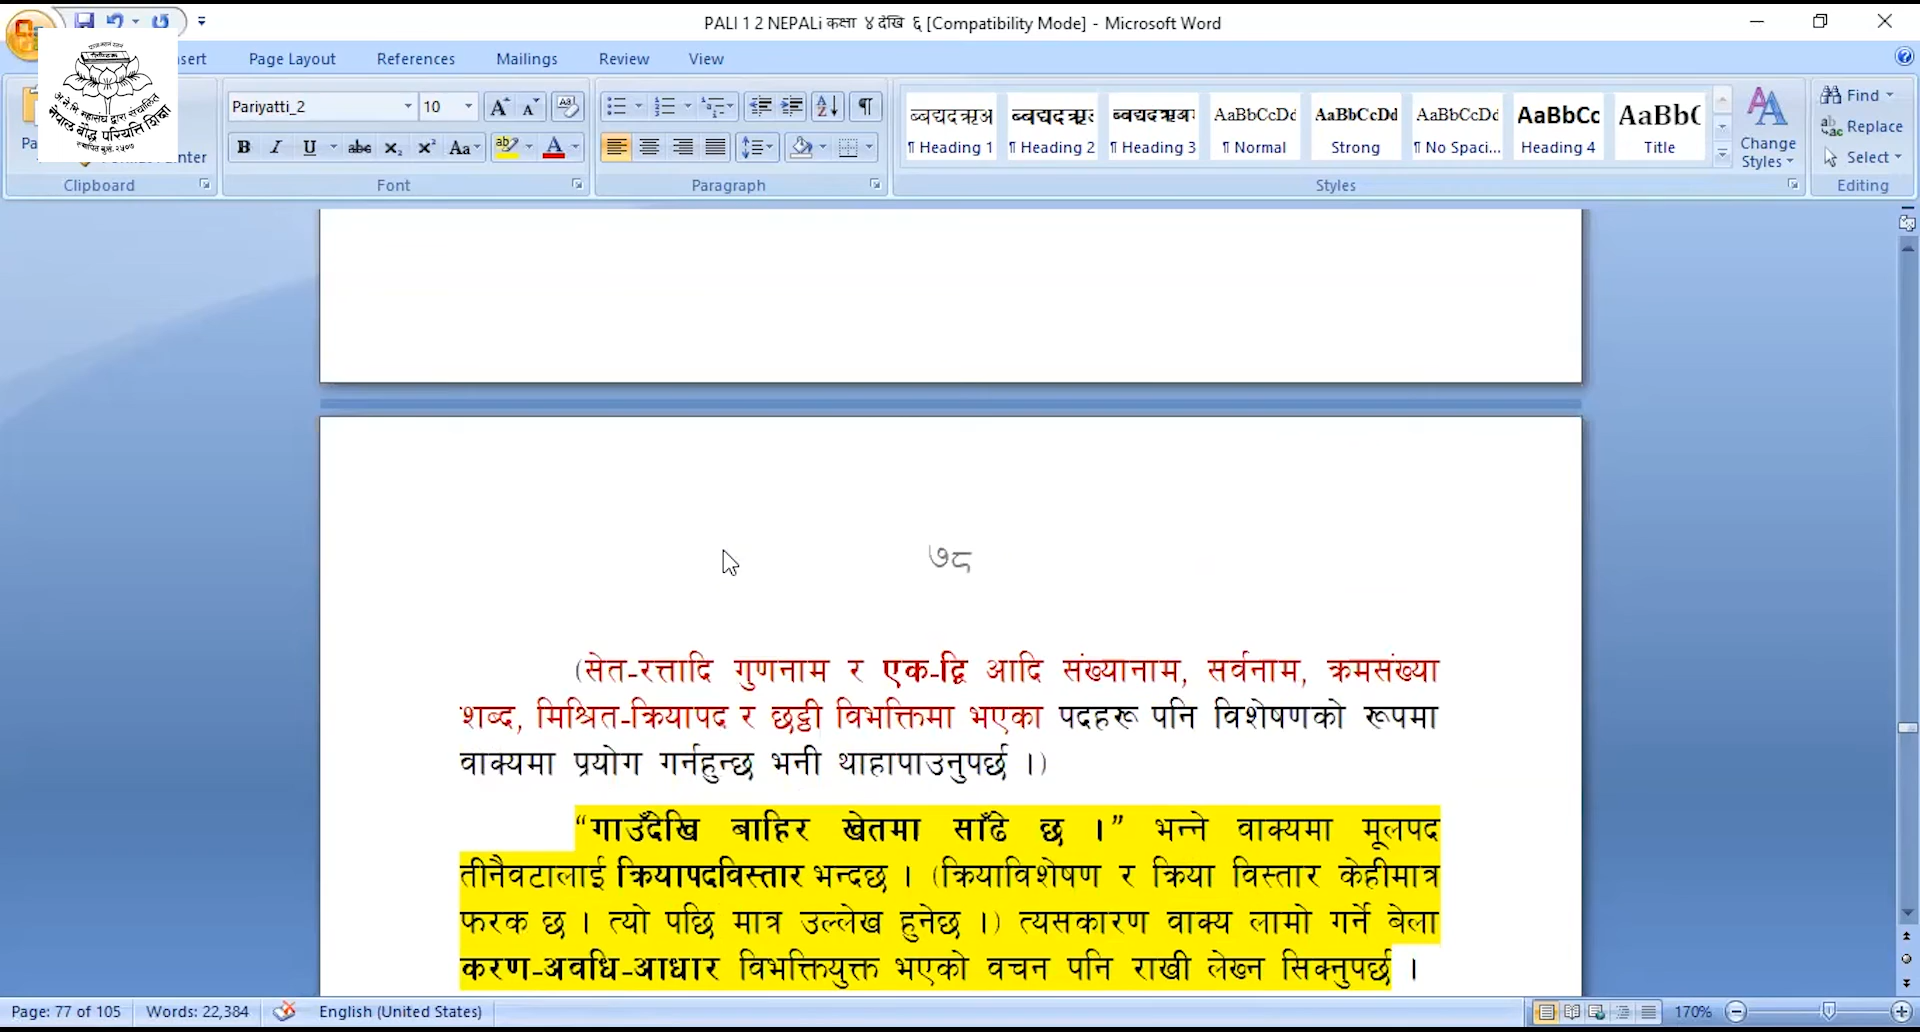 PALI 1 2 NEPALi कक्षा ४ देखि ६ [Compatibility Mode] - Microsoft Word
Page Layout References Mailings Review View
Pariyatti_2 10
Heading 1 Heading 2 Heading 3 Normal Strong No Spaci... Heading 4 Title
Change Styles
Find
Replace
Select
Clipboard Font Paragraph Styles Editing
नेपाल बौद्ध परियत्ति शिक्षा
७८
(सेत-रत्तादि गुणनाम र एक-द्वि आदि संख्यानाम, सर्वनाम, क्रमसंख्या
शब्द, मिश्रित-क्रियापद र छट्ठी विभक्तिमा भएका पदहरू पनि विशेषणको रूपमा
वाक्यमा प्रयोग गर्नहुन्छ भनी थाहापाउनुपर्छ ।)
“गाउँदेखि बाहिर खेतमा साँढे छ ।” भन्ने वाक्यमा मूलपद
तीनैवटालाई क्रियापदविस्तार भन्दछ । (क्रियाविशेषण र क्रिया विस्तार केहीमात्र
फरक छ । त्यो पछि मात्र उल्लेख हुनेछ ।) त्यसकारण वाक्य लामो गर्ने बेला
करण-अवधि-आधार विभक्तियुक्त भएको वचन पनि राखी लेख्न सिक्नुपर्छ ।
Page: 77 of 105 Words: 22,384 English (United States) 170%